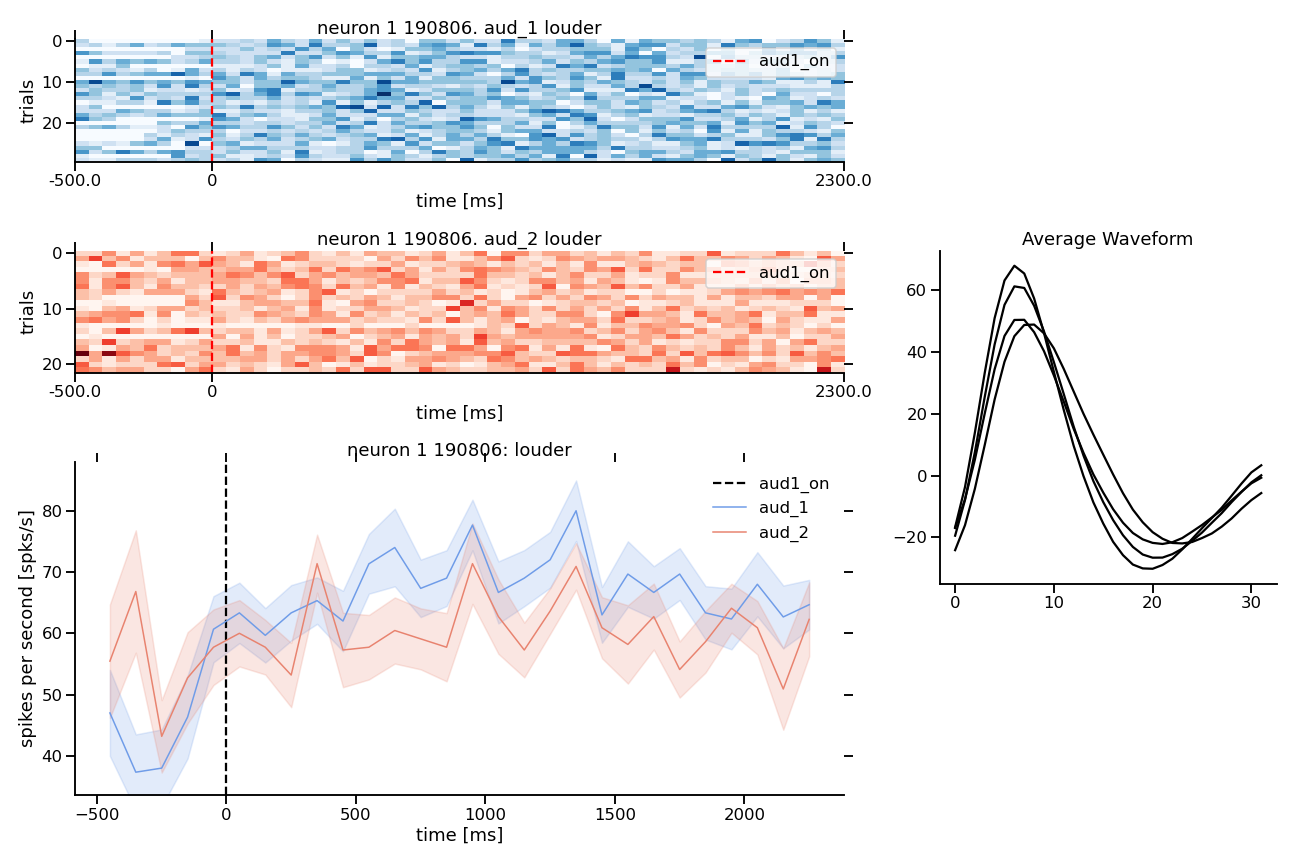 neuron 1 190806. aud_1 louder
trials
0
10
20
aud1_on
-500.0
0
2300.0
time [ms]
neuron 1 190806. aud_2 louder
trials
0
10
20
aud1_on
-500.0
0
2300.0
time [ms]
neuron 1 190806: louder
spikes per second [spks/s]
80
70
60
50
40
aud1_on
aud_1
aud_2
−500
0
500
1000
1500
2000
time [ms]
Average Waveform
60
40
20
0
−20
0
10
20
30